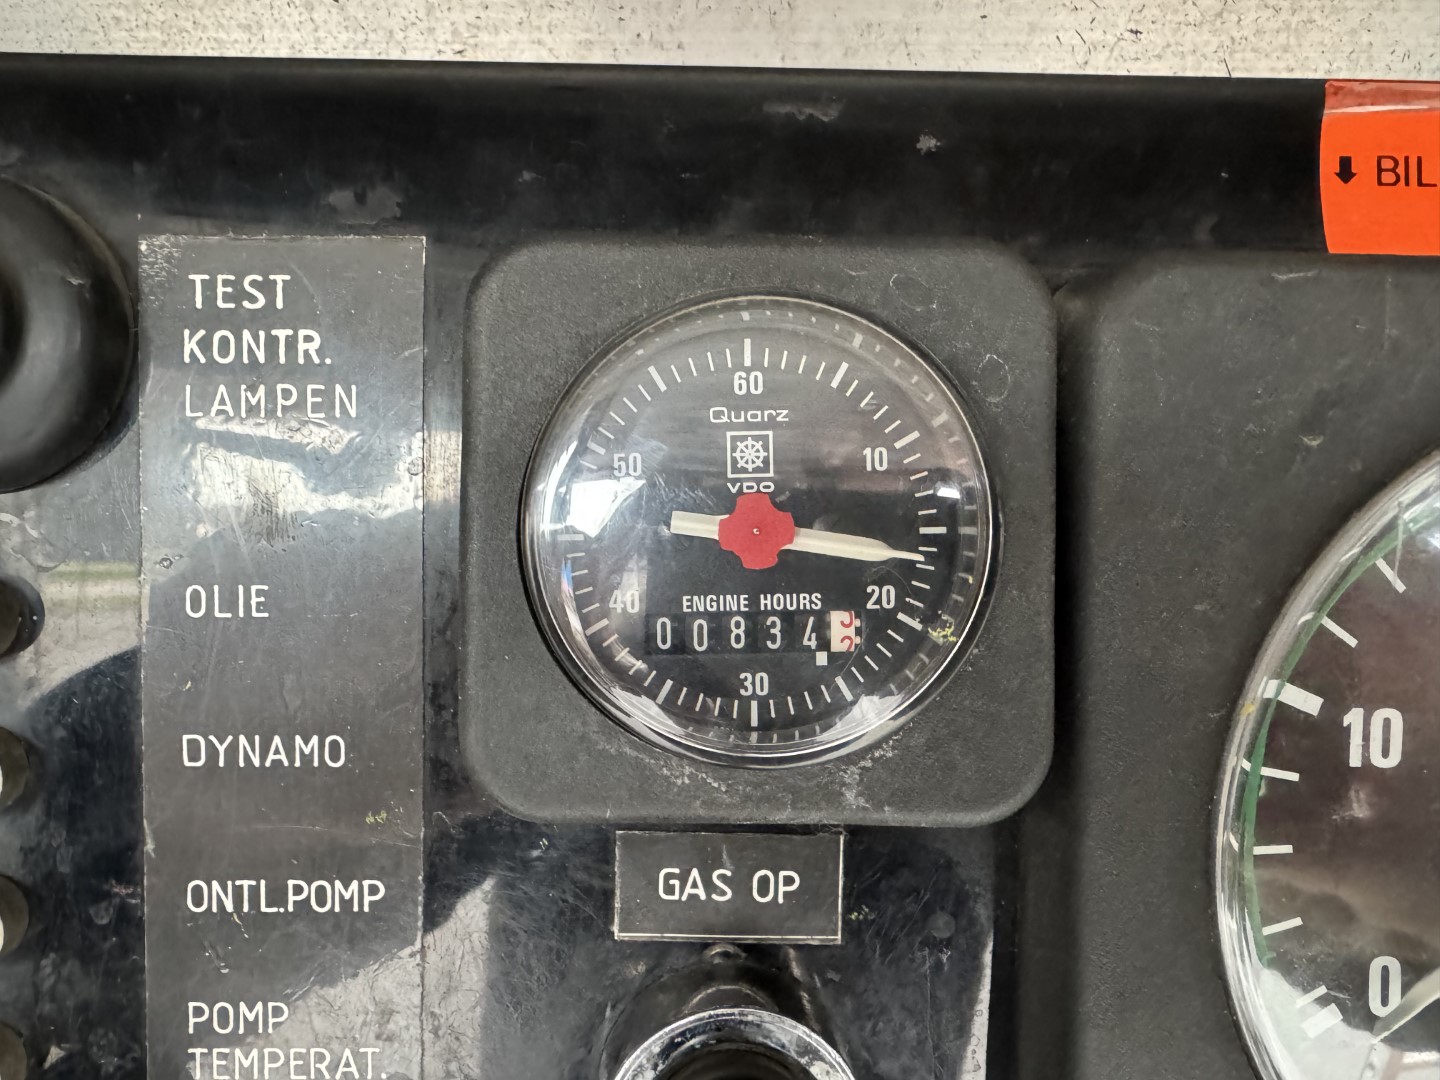 BIL
TEST
KONTR.
LAMPEN
OLIE
DYNAMO
ONTL.POMP
POMP
TEMPERAT.
60
Quarz
VDO
50
10
40
20
ENGINE HOURS
00834
30
GAS OP
10
0